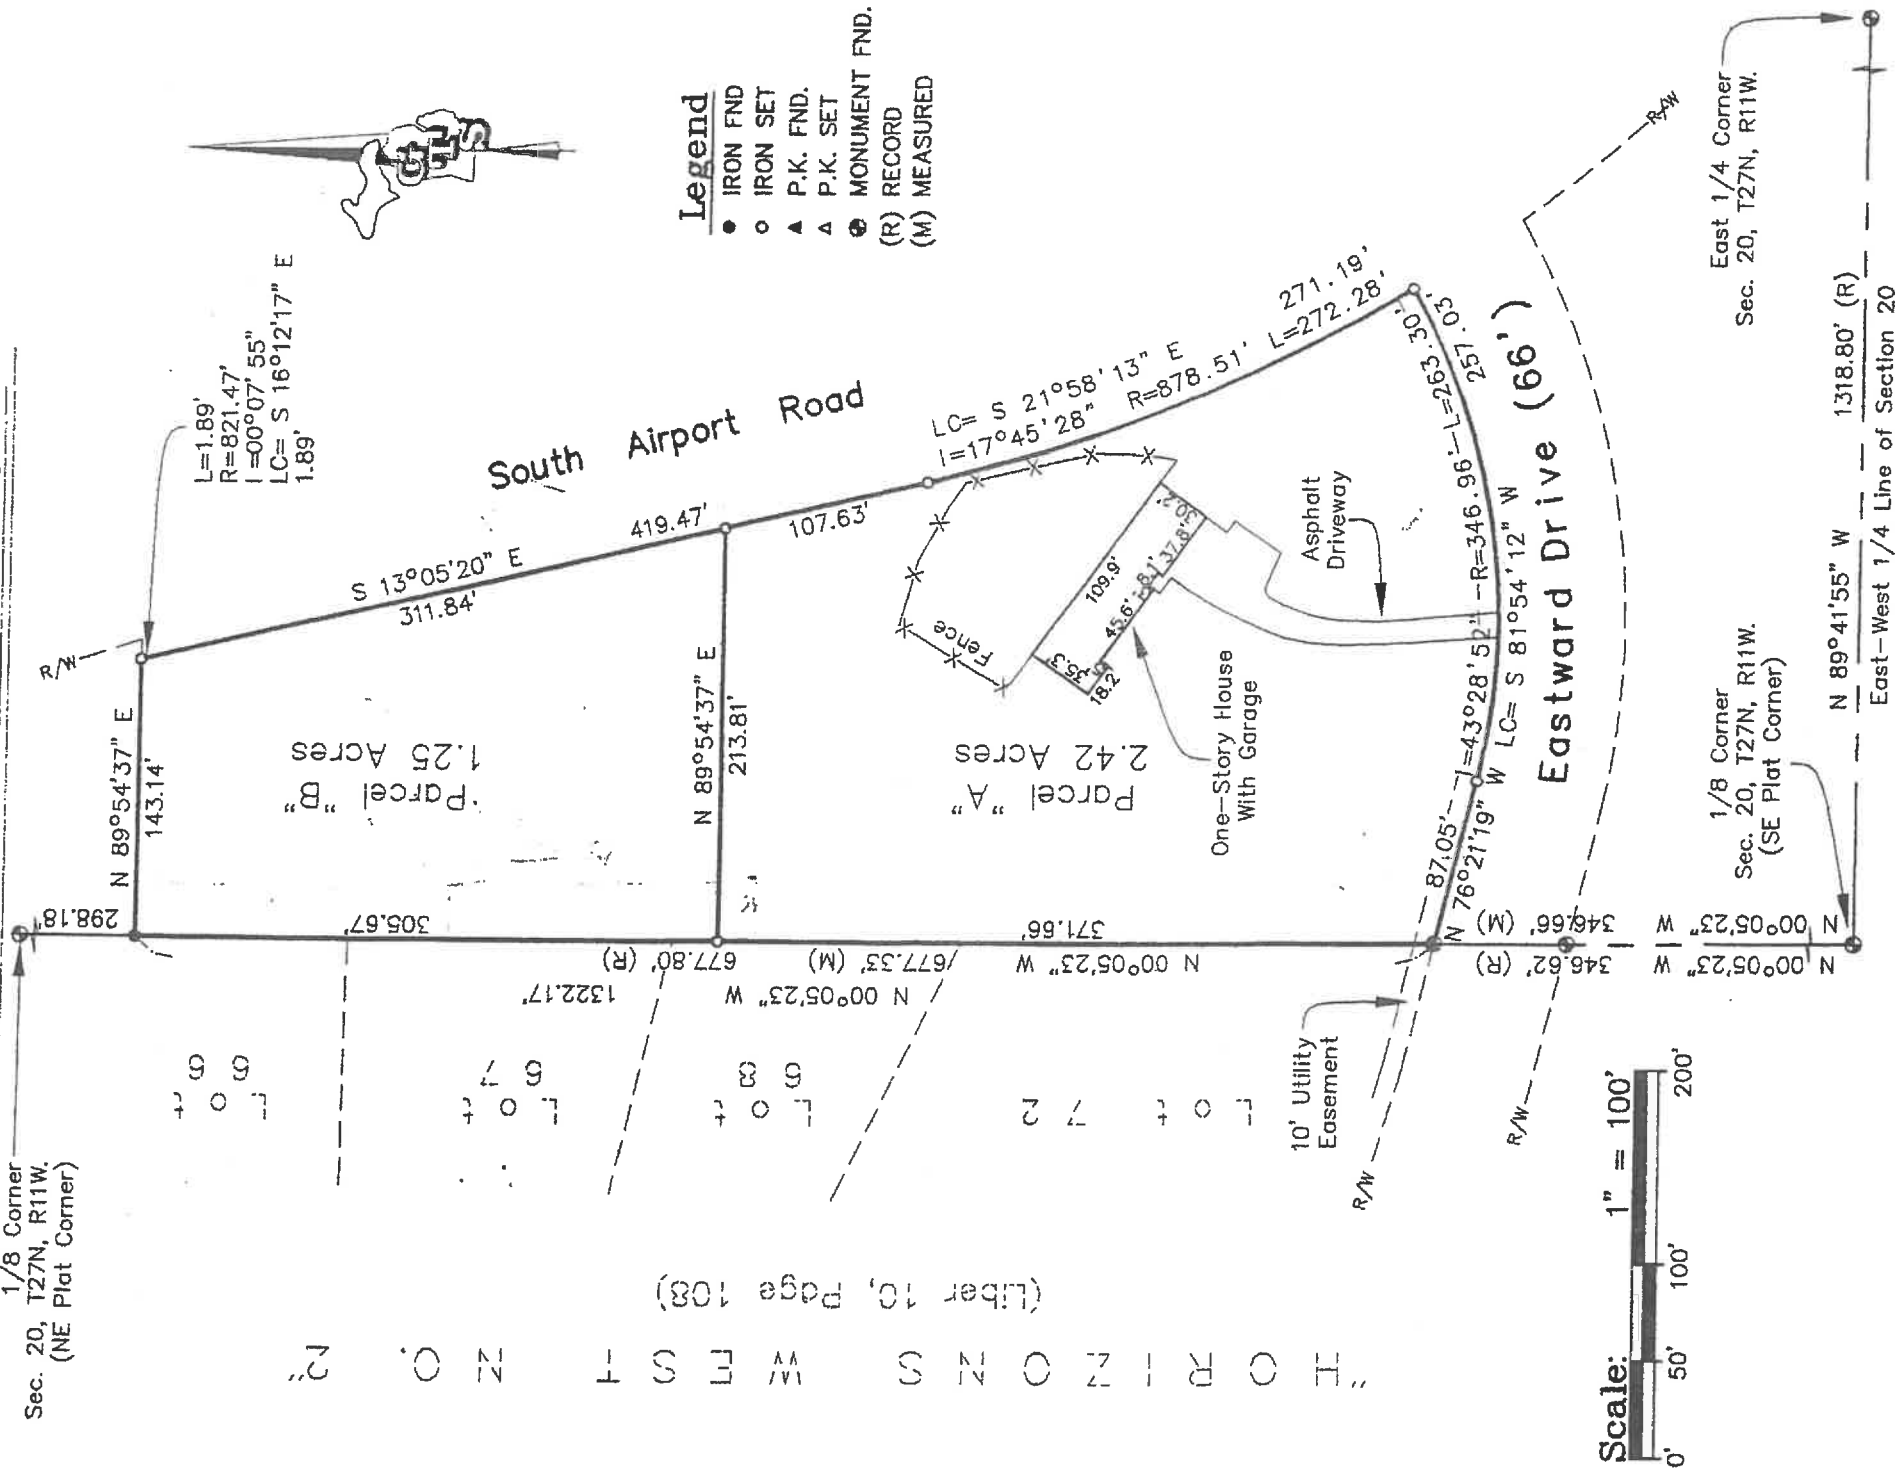 1/8 Corner
Sec. 20, T27N, R11W.
(NE Plat Corner)
298.18'
N 89°54'37" E
143.14'
R/W
L=1.89'
R=821.47'
I=00°07'55"
LC= S 16°12'17" E
1.89'
Legend
IRON FND
IRON SET
P.K. FND.
P.K. SET
MONUMENT FND.
(R) RECORD
(M) MEASURED
South Airport Road
S 13°05'20" E
311.84'
419.47'
107.63'
LC= S 21°58'13" E
I=17°45'28" R=878.51' L=272.28'
271.19'
Parcel "B"
1.25 Acres
305.67'
N 89°54'37" E
213.81'
677.80' (R)
677.33' (M)
1322.17'
N 00°05'23" W
N 00°05'23" W
371.66'
Parcel "A"
2.42 Acres
Fence
109.9'
30.2'
37.8'
8.1'
45.6'
35.3'
18.2'
One-Story House
With Garage
Asphalt
Driveway
87.05'
N 76°21'19" W
I=43°28'52"
R=346.96'
L=263.30'
257.03'
LC= S 81°54'12" W
Eastward Drive (66')
R/W
346.66' (M)
346.62' (R)
N 00°05'23" W
N 00°05'23" W
10' Utility
Easement
R/W
R/W
Lot 66
Lot 67
Lot 68
Lot 72
"HORIZONS WEST NO. 2"
(Liber 10, Page 108)
1/8 Corner
Sec. 20, T27N, R11W.
(SE Plat Corner)
East 1/4 Corner
Sec. 20, T27N, R11W.
N 89°41'55" W 1318.80' (R)
East-West 1/4 Line of Section 20
Scale: 1" = 100'
0' 50' 100' 200'